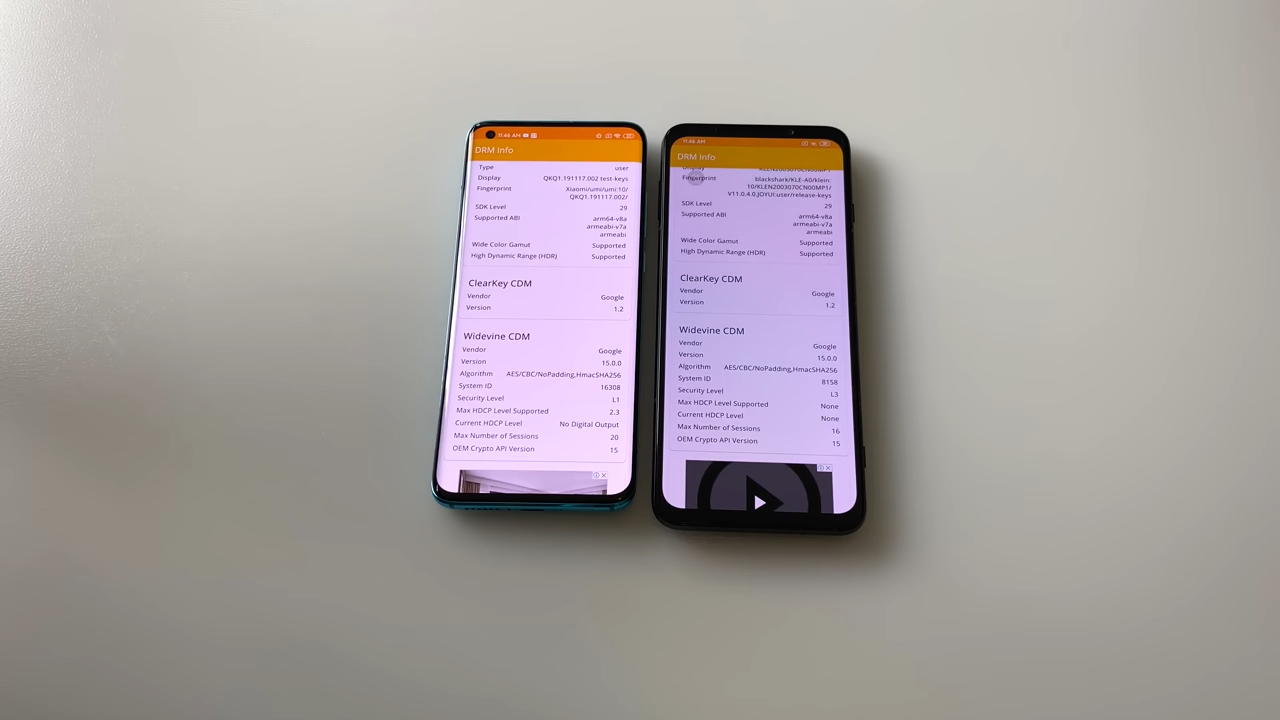 11:46 AM
DRM Info
Type user
Display QKQ1.191117.002 test-keys
Fingerprint Xiaomi/umi/umi:10/
QKQ1.191117.002/
SDK Level 29
Supported ABI arm64-v8a
armeabi-v7a
armeabi
Wide Color Gamut Supported
High Dynamic Range (HDR) Supported
ClearKey CDM
Vendor Google
Version 1.2
Widevine CDM
Vendor Google
Version 15.0.0
Algorithm AES/CBC/NoPadding,HmacSHA256
System ID 16308
Security Level L1
Max HDCP Level Supported 2.3
Current HDCP Level No Digital Output
Max Number of Sessions 20
OEM Crypto API Version 15
11:46 AM
DRM Info
Fingerprint blackshark/KLE-A0/klein:
10/KLEN2003070CN00MP1/
V11.0.4.0.JOYUI:user/release-keys
SDK Level 29
Supported ABI arm64-v8a
armeabi-v7a
armeabi
Wide Color Gamut Supported
High Dynamic Range (HDR) Supported
ClearKey CDM
Vendor Google
Version 1.2
Widevine CDM
Vendor Google
Version 15.0.0
Algorithm AES/CBC/NoPadding,HmacSHA256
System ID 8158
Security Level L3
Max HDCP Level Supported None
Current HDCP Level None
Max Number of Sessions 16
OEM Crypto API Version 15